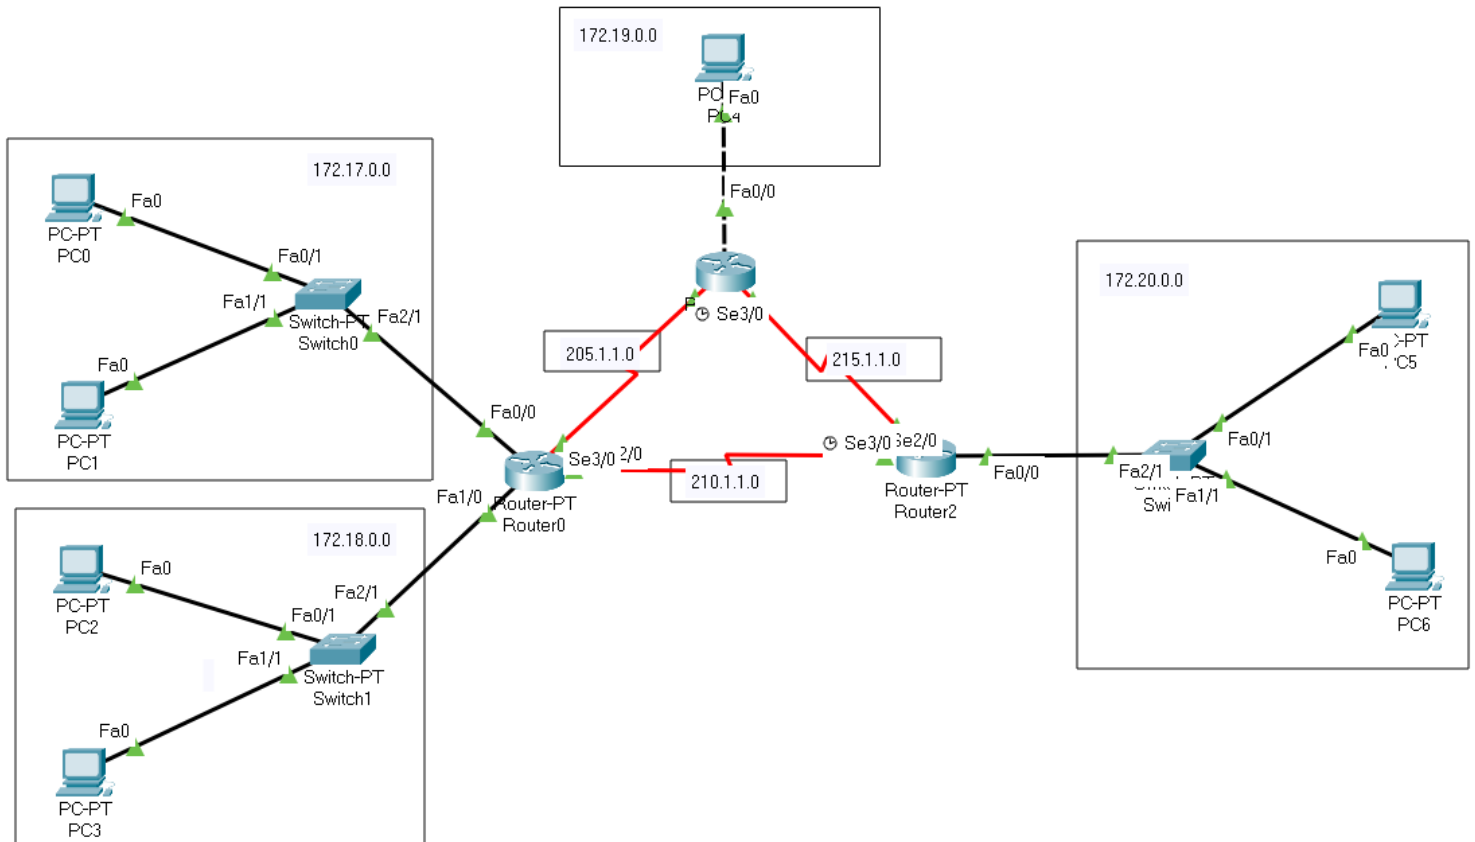 172.19.0.0
Fa0
Fa0/0
172.17.0.0
Fa0
PC-PT
PC0
Fa0/1
Fa1/1
Fa2/1
Switch-PT
Switch0
Fa0
PC-PT
PC1
Se3/0
205.1.1.0
215.1.1.0
172.20.0.0
Fa0
Fa0/1
Fa2/1
Fa1/1
Fa0
PC-PT
PC6
Fa0/0
Se3/0
Fa1/0
Router-PT
Router0
210.1.1.0
Se3/0
Se2/0
Fa0/0
Router-PT
Router2
172.18.0.0
Fa0
PC-PT
PC2
Fa0/1
Fa2/1
Fa1/1
Switch-PT
Switch1
Fa0
PC-PT
PC3